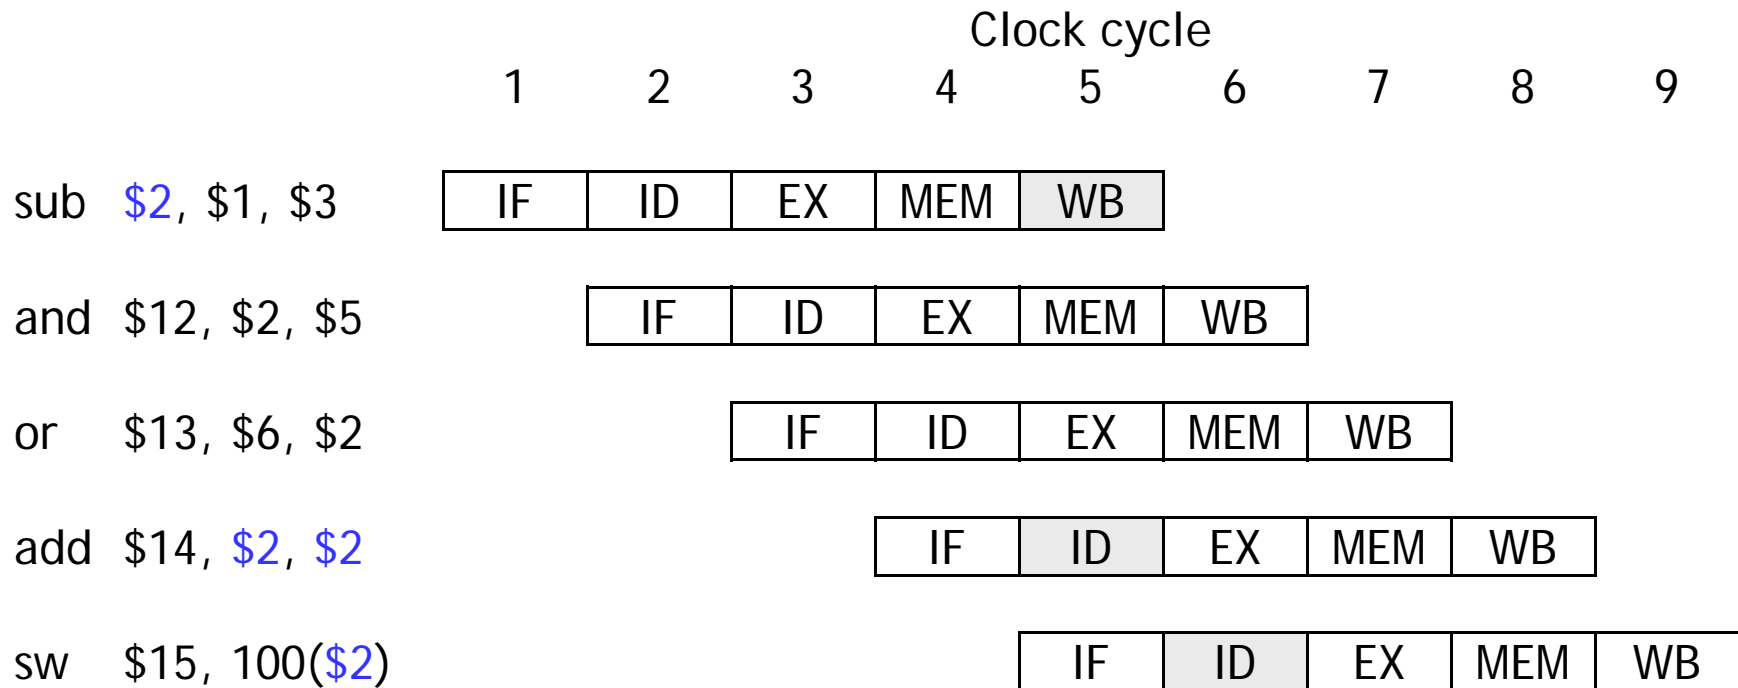 Clock cycle
1 2 3 4 5 6 7 8 9
sub $2, $1, $3 IF ID EX MEM WB
and $12, $2, $5 IF ID EX MEM WB
or $13, $6, $2 IF ID EX MEM WB
add $14, $2, $2 IF ID EX MEM WB
sw $15, 100($2) IF ID EX MEM WB